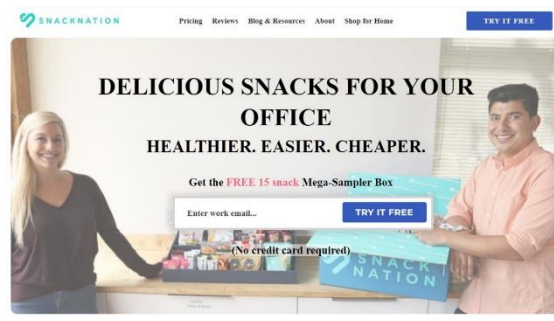 SNACKNATION
Pricing Reviews Blog & Resources About Shop for Home
TRY IT FREE
DELICIOUS SNACKS FOR YOUR
OFFICE
HEALTHIER. EASIER. CHEAPER.
Get the FREE 15 snack Mega-Sampler Box
Enter work email...
TRY IT FREE
(No credit card required)
SNACK
NATION